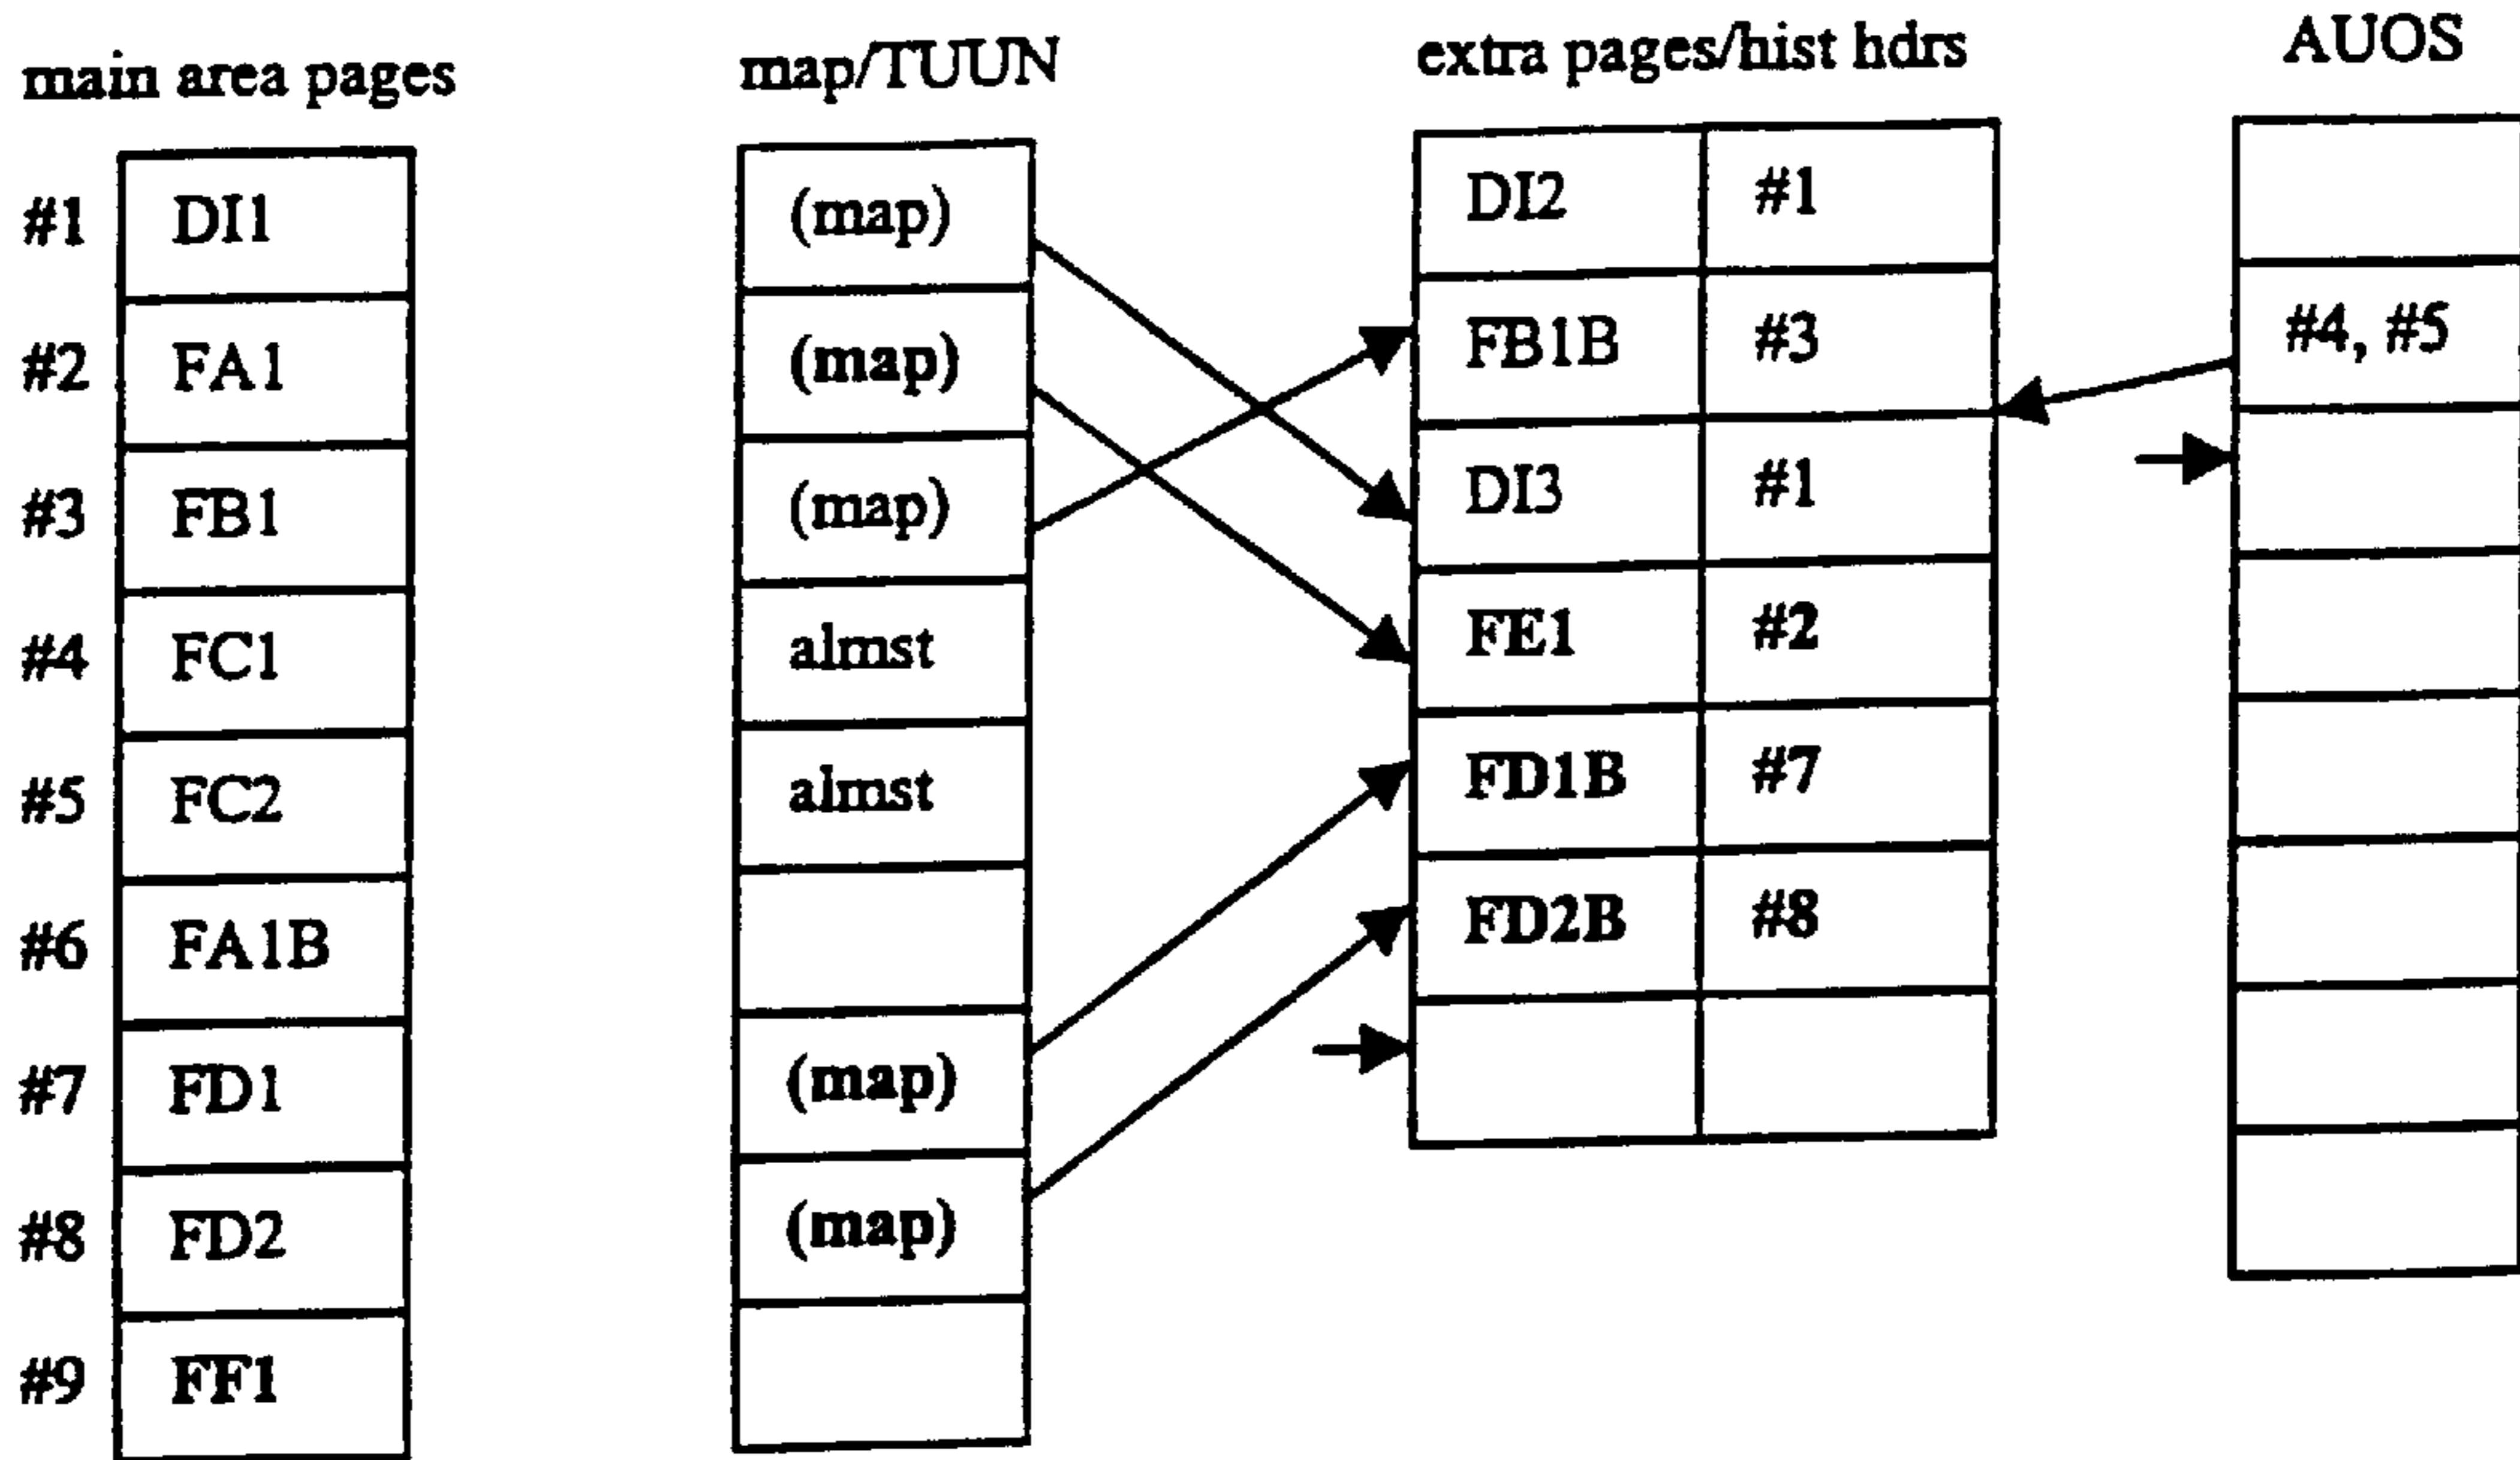 main area pages
#1 DI1
#2 FA1
#3 FB1
#4 FC1
#5 FC2
#6 FA1B
#7 FD1
#8 FD2
#9 FF1
map/TUUN
(map)
(map)
(map)
almst
almst
(map)
(map)
extra pages/hist hdrs
DI2 #1
FB1B #3
DI3 #1
FE1 #2
FD1B #7
FD2B #8
AUOS
#4, #5